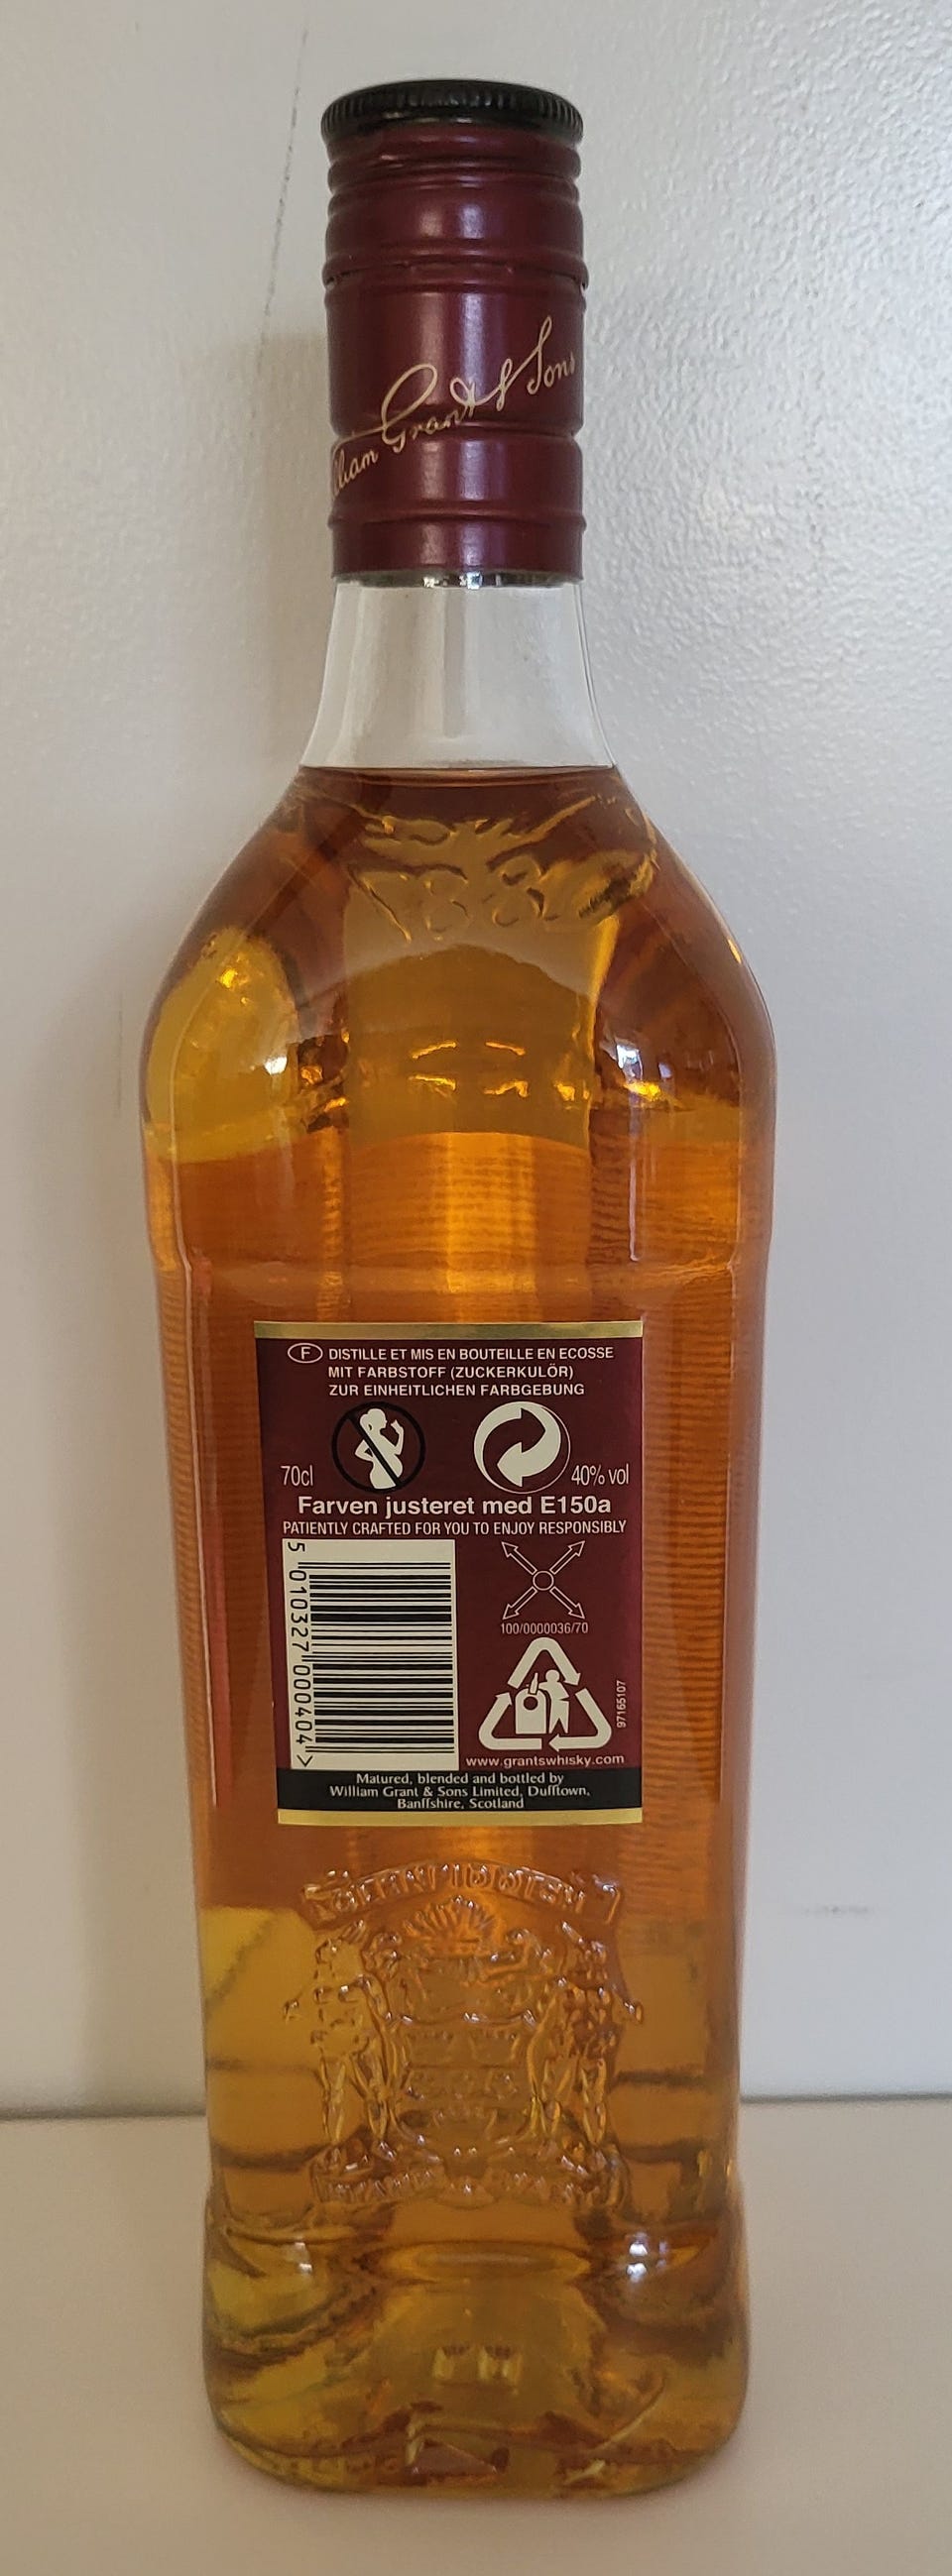 William Grant & Sons
F DISTILLE ET MIS EN BOUTEILLE EN ECOSSE
MIT FARBSTOFF (ZUCKERKULÖR)
ZUR EINHEITLICHEN FARBGEBUNG
70cl
40% vol
Farven justeret med E150a
PATIENTLY CRAFTED FOR YOU TO ENJOY RESPONSIBLY
5 010327 000404 >
100/0000036/70
97165107
www.grantswhisky.com
Matured, blended and bottled by
William Grant & Sons Limited, Dufftown,
Banffshire, Scotland